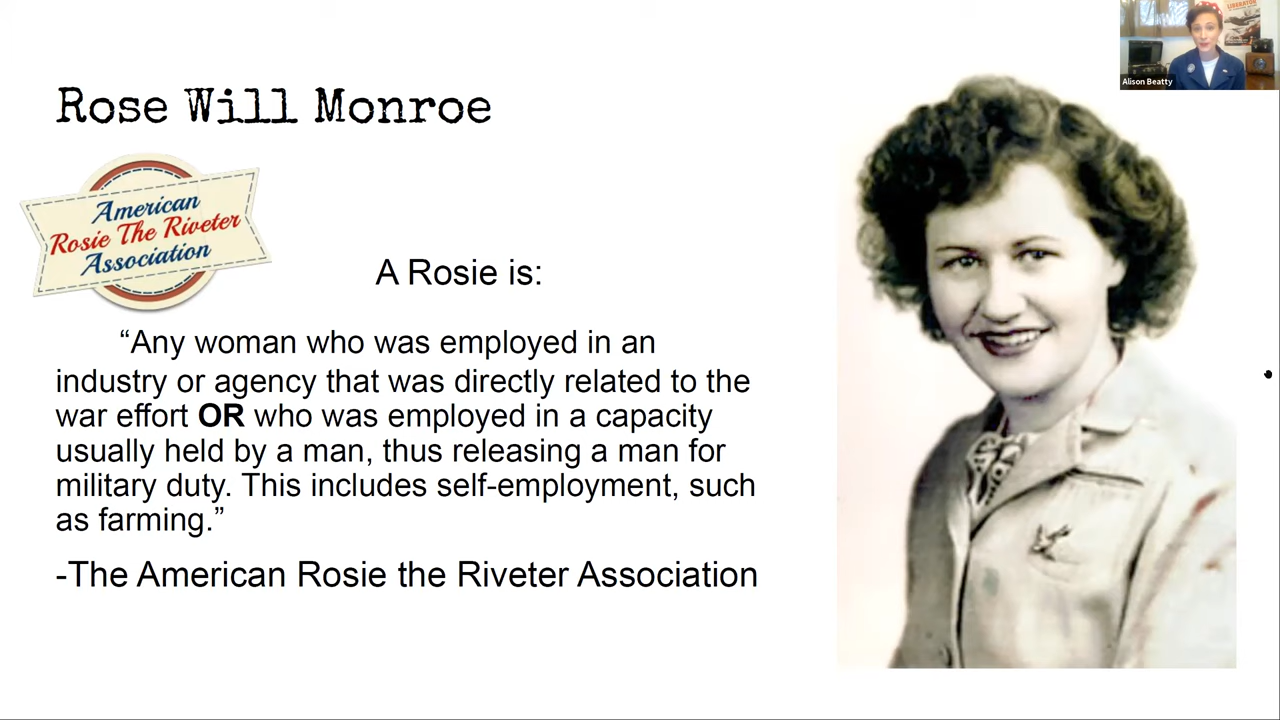 LIBERATOR
Alison Beatty
Rose Will Monroe
American
Rosie The Riveter
Association
A Rosie is:
“Any woman who was employed in an
industry or agency that was directly related to the
war effort OR who was employed in a capacity
usually held by a man, thus releasing a man for
military duty. This includes self-employment, such
as farming.”
-The American Rosie the Riveter Association